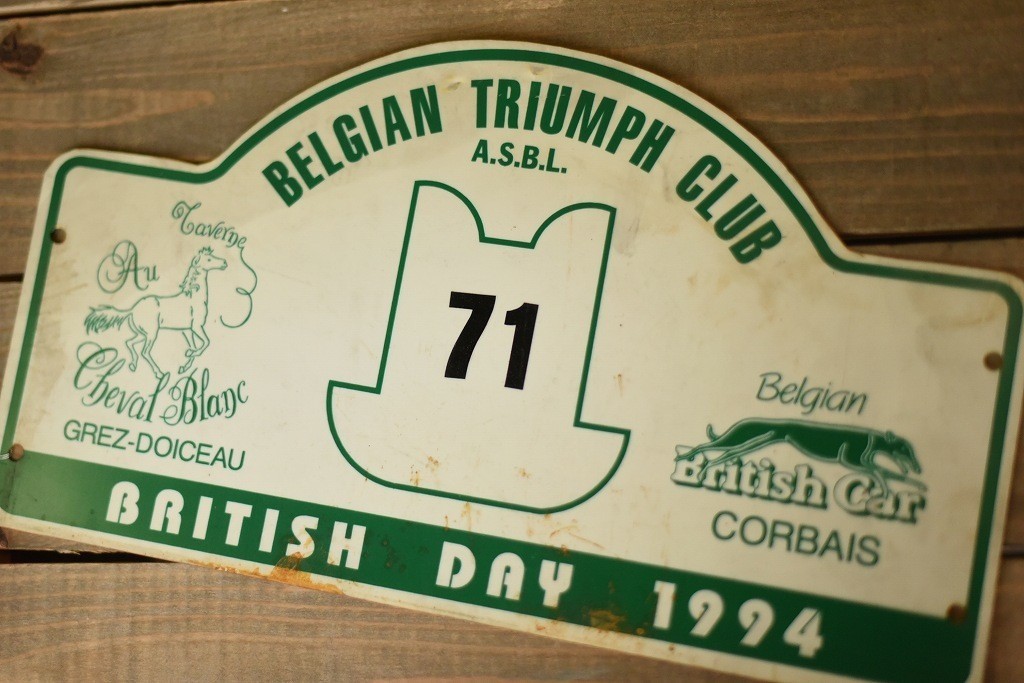 BELGIAN TRIUMPH CLUB
A.S.B.L.
Taverne
Au
Cheval Blanc
GREZ-DOICEAU
71
Belgian
British Car
CORBAIS
BRITISH DAY 1994